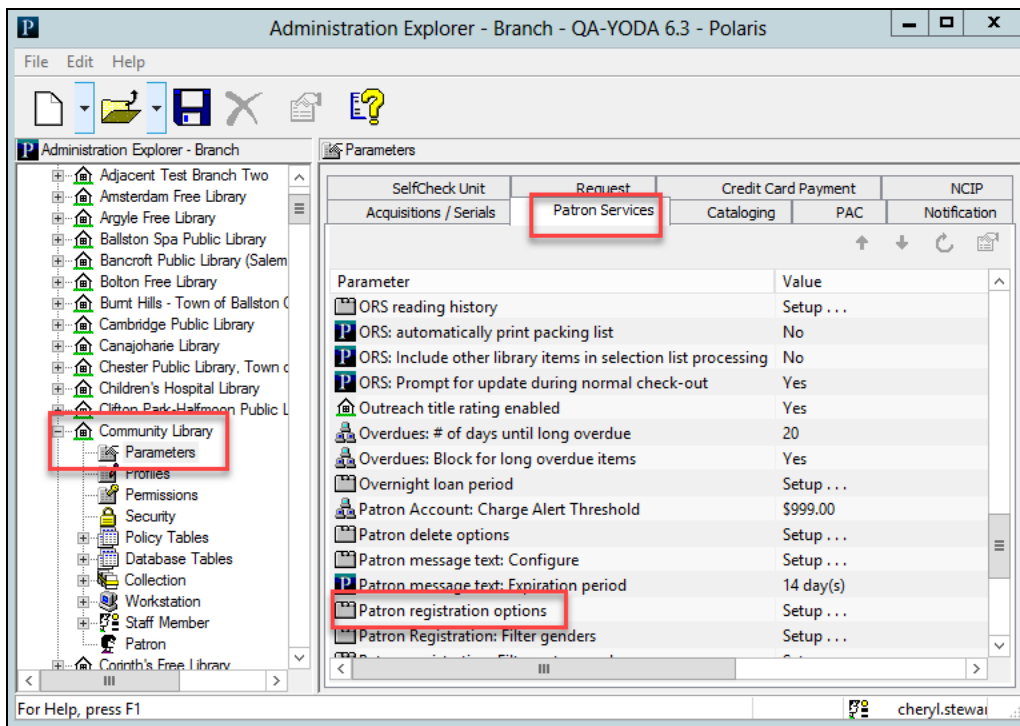 Administration Explorer - Branch - QA-YODA 6.3 - Polaris
File Edit Help
Administration Explorer - Branch
Adjacent Test Branch Two
Amsterdam Free Library
Argyle Free Library
Ballston Spa Public Library
Bancroft Public Library (Salem
Bolton Free Library
Burnt Hills - Town of Ballston C
Cambridge Public Library
Canajoharie Library
Chester Public Library, Town o
Children's Hospital Library
Clifton Park-Halfmoon Public L
Community Library
Parameters
Profiles
Permissions
Security
Policy Tables
Database Tables
Collection
Workstation
Staff Member
Patron
Corinth's Free Library
Parameters
SelfCheck Unit Request Credit Card Payment NCIP
Acquisitions / Serials Patron Services Cataloging PAC Notification
Parameter Value
ORS reading history Setup . . .
ORS: automatically print packing list No
ORS: Include other library items in selection list processing No
ORS: Prompt for update during normal check-out Yes
Outreach title rating enabled Yes
Overdues: # of days until long overdue 20
Overdues: Block for long overdue items Yes
Overnight loan period Setup . . .
Patron Account: Charge Alert Threshold $999.00
Patron delete options Setup . . .
Patron message text: Configure Setup . . .
Patron message text: Expiration period 14 day(s)
Patron registration options Setup . . .
Patron Registration: Filter genders Setup . . .
For Help, press F1 cheryl.stewar